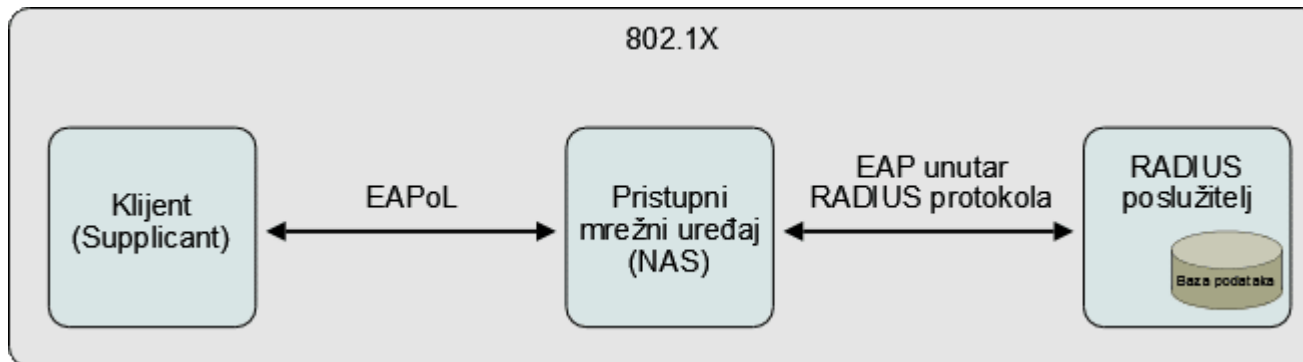 802.1X
Klijent
(Supplicant)
EAPoL
Pristupni
mrežni uređaj
(NAS)
EAP unutar
RADIUS protokola
RADIUS
poslužitelj
Baza podataka